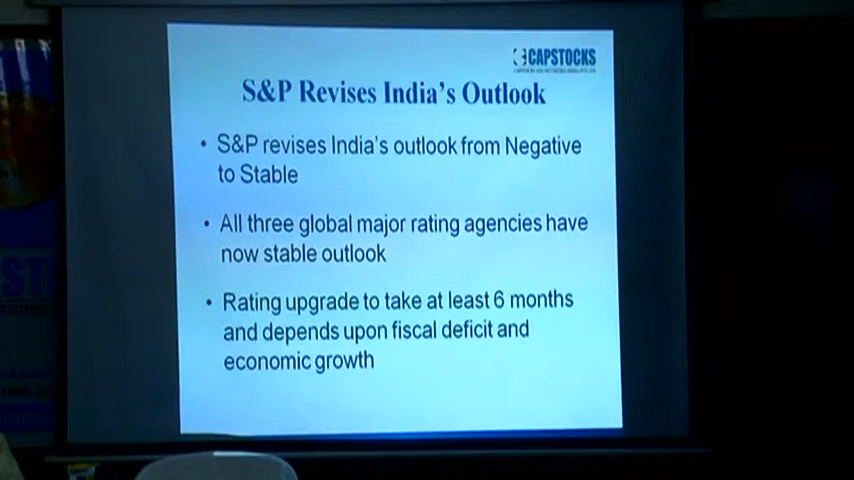 CAPSTOCKS
S&P Revises India's Outlook
• S&P revises India's outlook from Negative
to Stable
• All three global major rating agencies have
now stable outlook
• Rating upgrade to take at least 6 months
and depends upon fiscal deficit and
economic growth